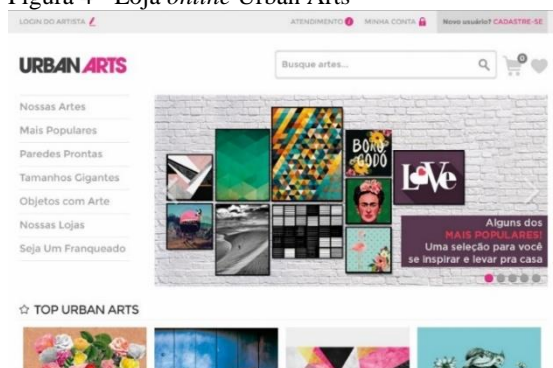 Figura 4 - Loja online Urban Arts
LOGIN DO ARTISTA
ATENDIMENTO
MINHA CONTA
Novo usuário? CADASTRE-SE
URBAN ARTS
Busque artes...
0
Nossas Artes
Mais Populares
Paredes Prontas
Tamanhos Gigantes
Objetos com Arte
Nossas Lojas
Seja Um Franqueado
BORO
GODÓ
LOVE
Alguns dos
MAIS POPULARES!
Uma seleção para você
se inspirar e levar pra casa
TOP URBAN ARTS